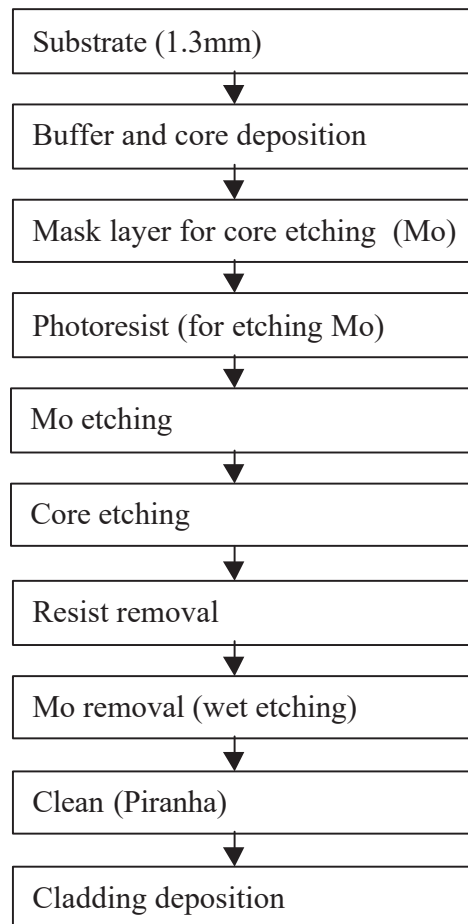 Substrate (1.3mm)
Buffer and core deposition
Mask layer for core etching (Mo)
Photoresist (for etching Mo)
Mo etching
Core etching
Resist removal
Mo removal (wet etching)
Clean (Piranha)
Cladding deposition